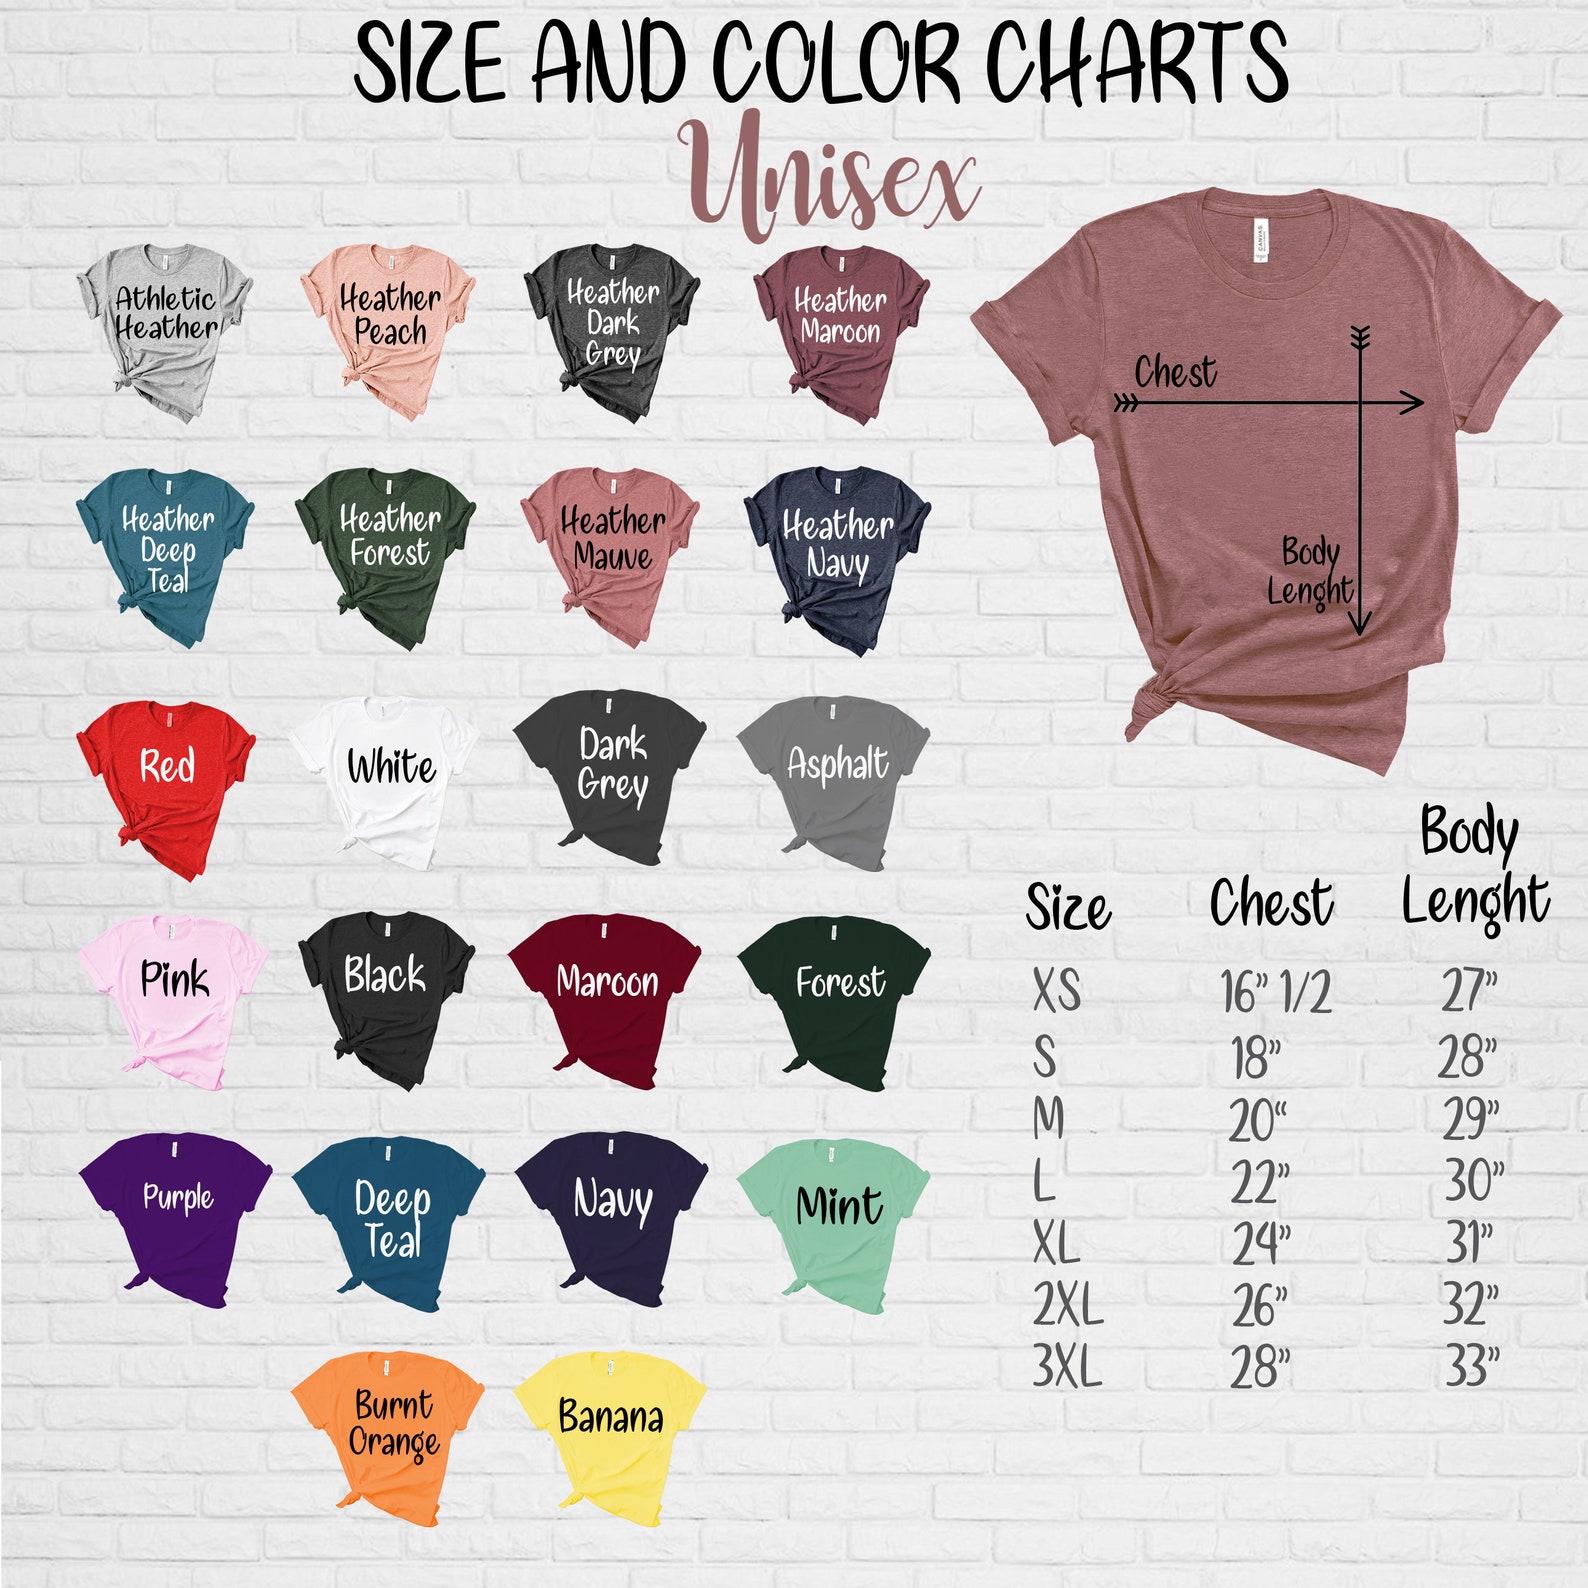 SIZE AND COLOR CHARTS
Unisex
Athletic
Heather
Heather
Peach
Heather
Dark
Grey
Heather
Maroon
CANVAS
Chest
Body
Lenght
Heather
Deep
Teal
Heather
Forest
Heather
Mauve
Heather
Navy
Red
White
Dark
Grey
Asphalt
Pink
Black
Maroon
Forest
Purple
Deep
Teal
Navy
Mint
Burnt
Orange
Banana
Size Chest Body Lenght
XS 16” 1/2 27”
S 18” 28”
M 20“ 29”
L 22” 30”
XL 24” 31”
2XL 26” 32”
3XL 28” 33”